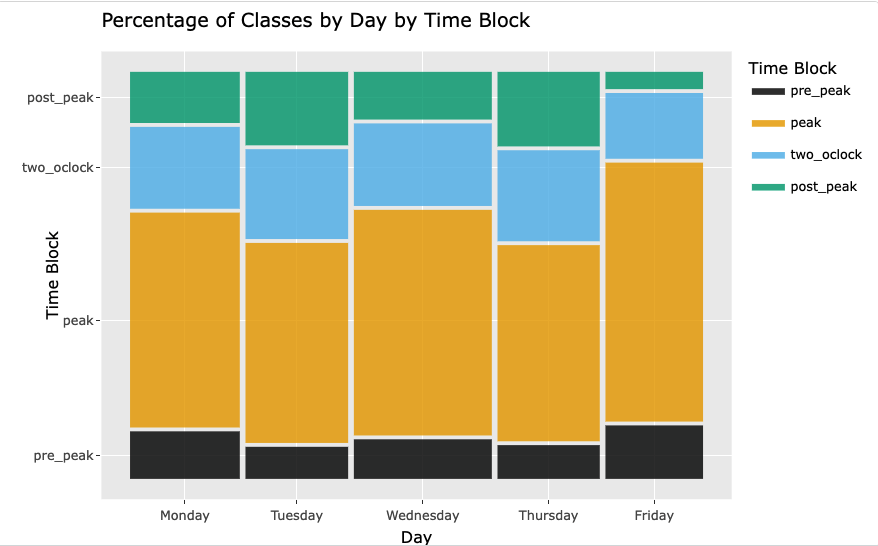 Percentage of Classes by Day by Time Block
Time Block
pre_peak
peak
two_oclock
post_peak
post_peak
two_oclock
peak
pre_peak
Time Block
Monday
Tuesday
Wednesday
Thursday
Friday
Day